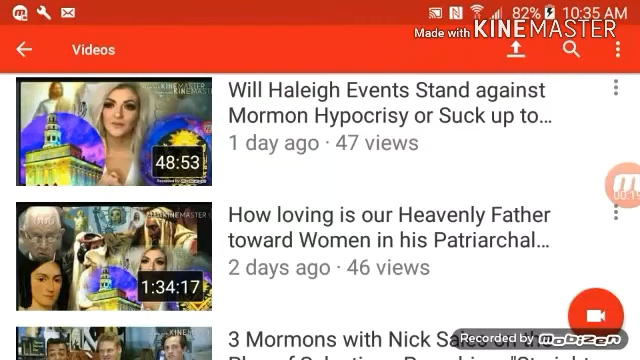 82% 10:35 AM
Made with KINEMASTER
Videos
Will Haleigh Events Stand against
Mormon Hypocrisy or Suck up to...
1 day ago · 47 views
48:53
00:19
How loving is our Heavenly Father
toward Women in his Patriarchal...
2 days ago · 46 views
1:34:17
3 Mormons with Nick
Recorded by mobizen